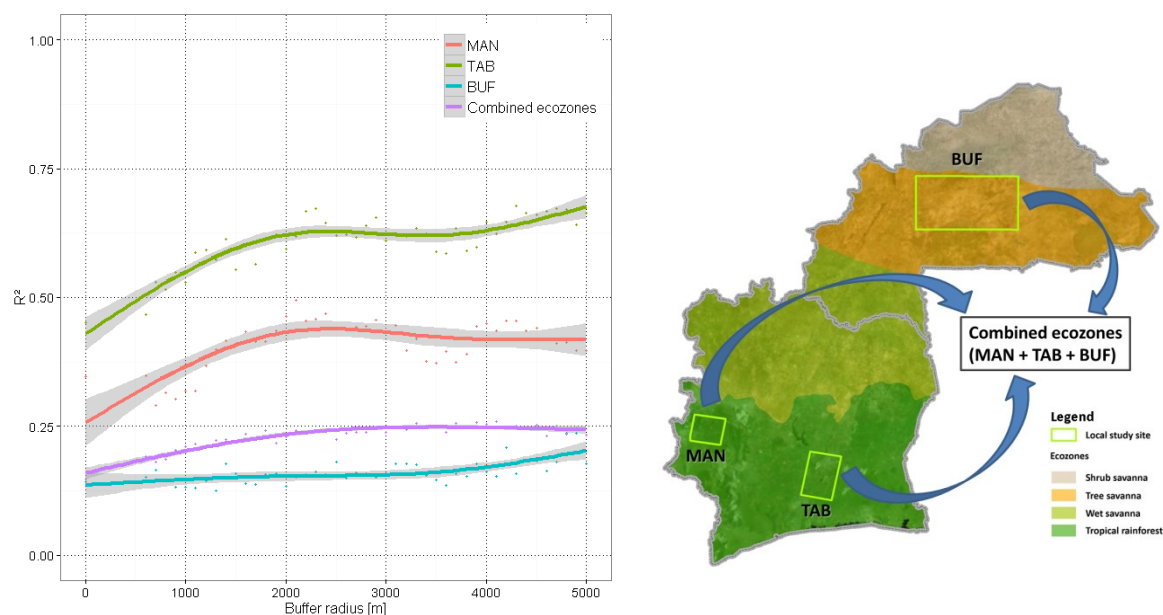 MAN
TAB
BUF
Combined ecozones
1.00
0.75
0.50
0.25
0.00
R²
0
1000
2000
3000
4000
5000
Buffer radius [m]
BUF
Combined ecozones
(MAN + TAB + BUF)
MAN
TAB
Legend
Local study site
Ecozones
Shrub savanna
Tree savanna
Wet savanna
Tropical rainforest